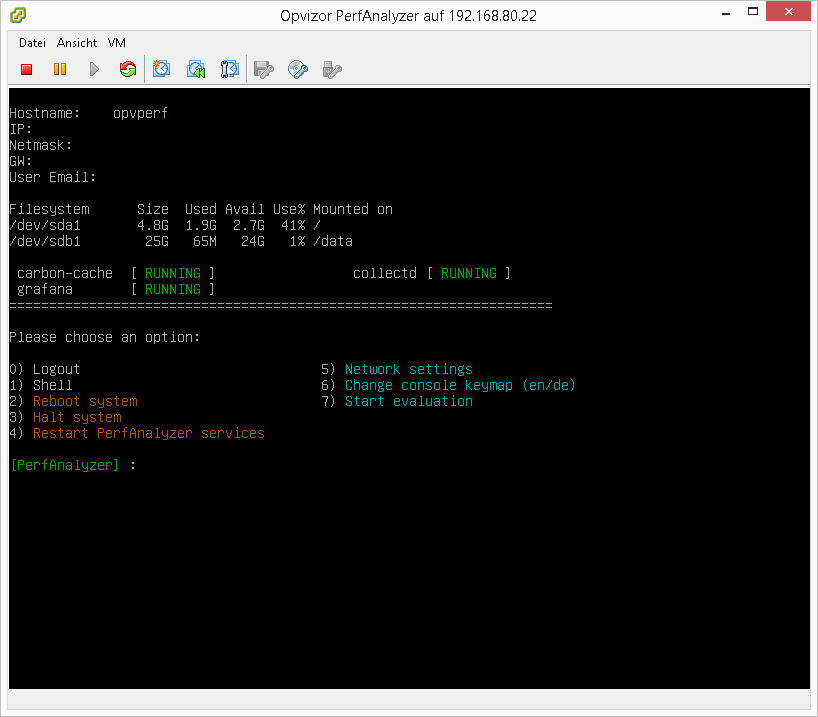 Opvizor PerfAnalyzer auf 192.168.80.22
Datei Ansicht VM
Hostname: opvperf
IP:
Netmask:
GW:
User Email:
Filesystem Size Used Avail Use% Mounted on
/dev/sda1 4.8G 1.9G 2.7G 41% /
/dev/sdb1 25G 65M 24G 1% /data
carbon-cache [ RUNNING ] collectd [ RUNNING ]
grafana [ RUNNING ]
====================================================================
Please choose an option:
0) Logout 5) Network settings
1) Shell 6) Change console keymap (en/de)
2) Reboot system 7) Start evaluation
3) Halt system
4) Restart PerfAnalyzer services
[PerfAnalyzer] :